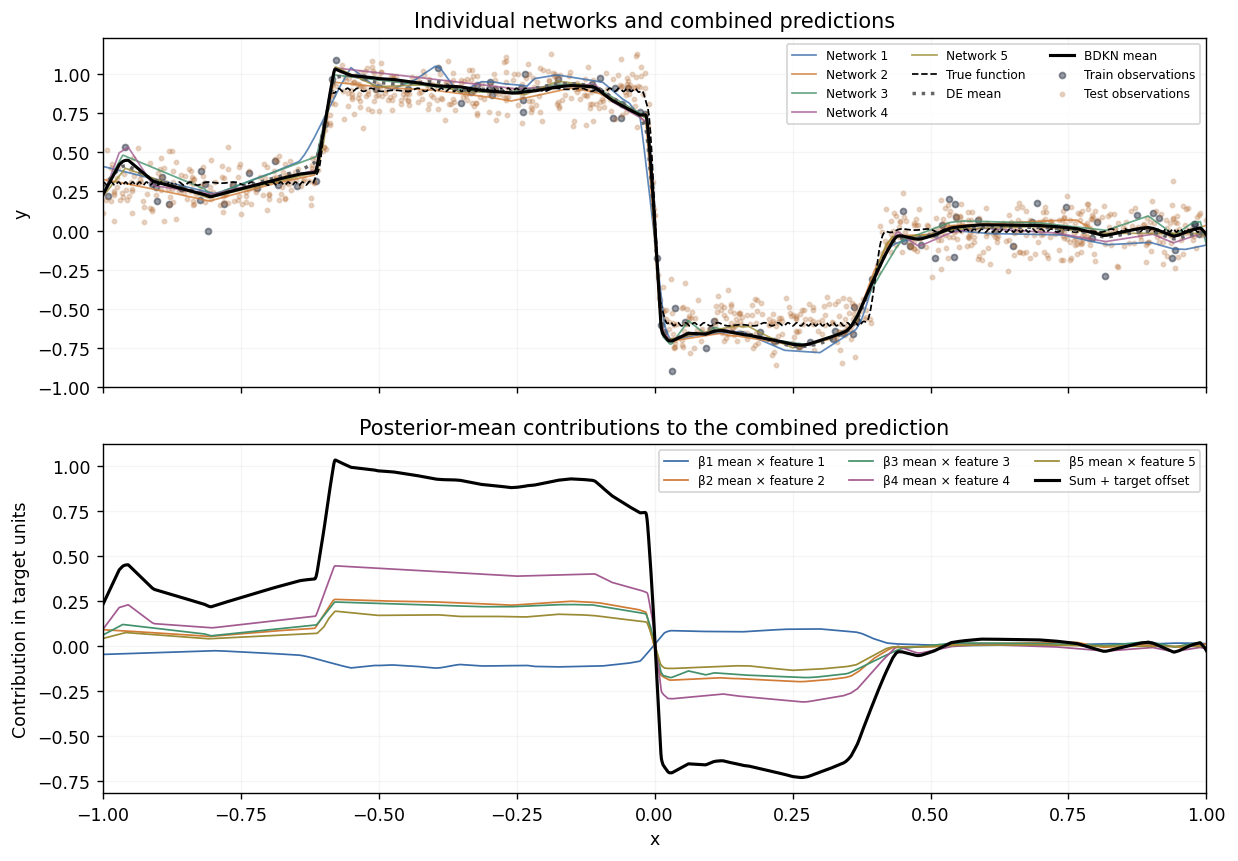 Individual networks and combined predictions
Network 1
Network 2
Network 3
Network 4
Network 5
True function
DE mean
BDKN mean
Train observations
Test observations
1.00
0.75
0.50
0.25
0.00
−0.25
−0.50
−0.75
−1.00
y
Posterior-mean contributions to the combined prediction
β1 mean × feature 1
β2 mean × feature 2
β3 mean × feature 3
β4 mean × feature 4
β5 mean × feature 5
Sum + target offset
1.00
0.75
0.50
0.25
0.00
−0.25
−0.50
−0.75
Contribution in target units
−1.00 −0.75 −0.50 −0.25 0.00 0.25 0.50 0.75 1.00
x